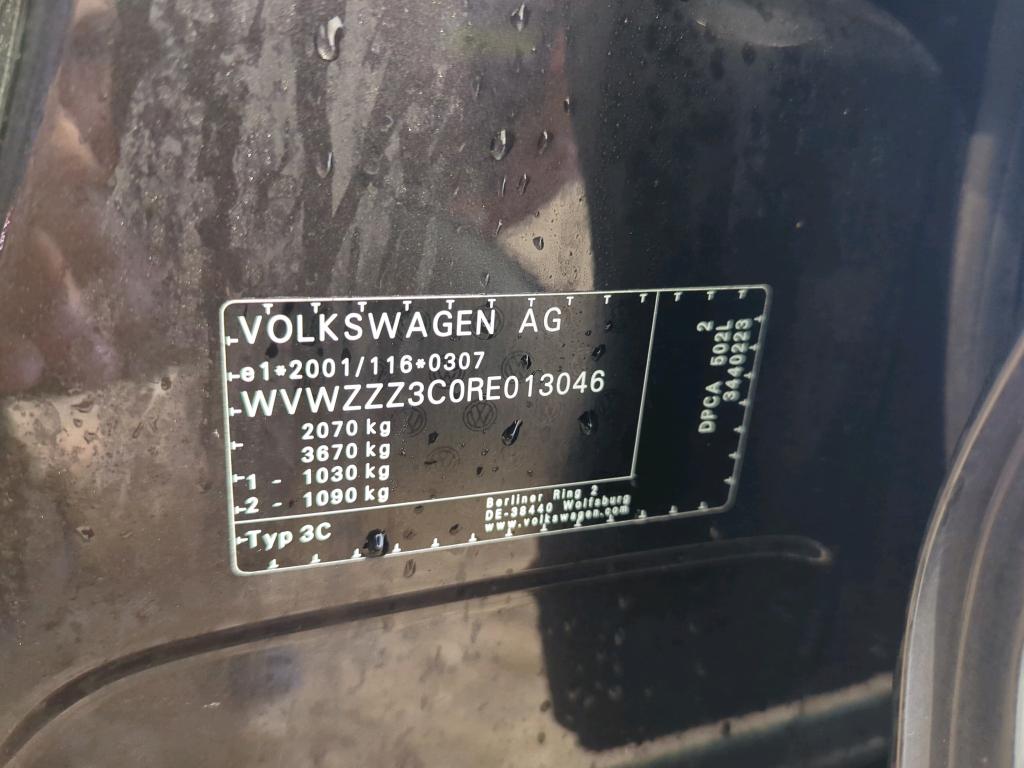 VOLKSWAGEN AG
e1*2001/116*0307
WVWZZZ3C0RE013046
2070 kg
3670 kg
1 - 1030 kg
2 - 1090 kg
Typ 3C
Berliner Ring 2
DE-38440 Wolfsburg
www.volkswagen.com
2
DPCA 502L
3440223